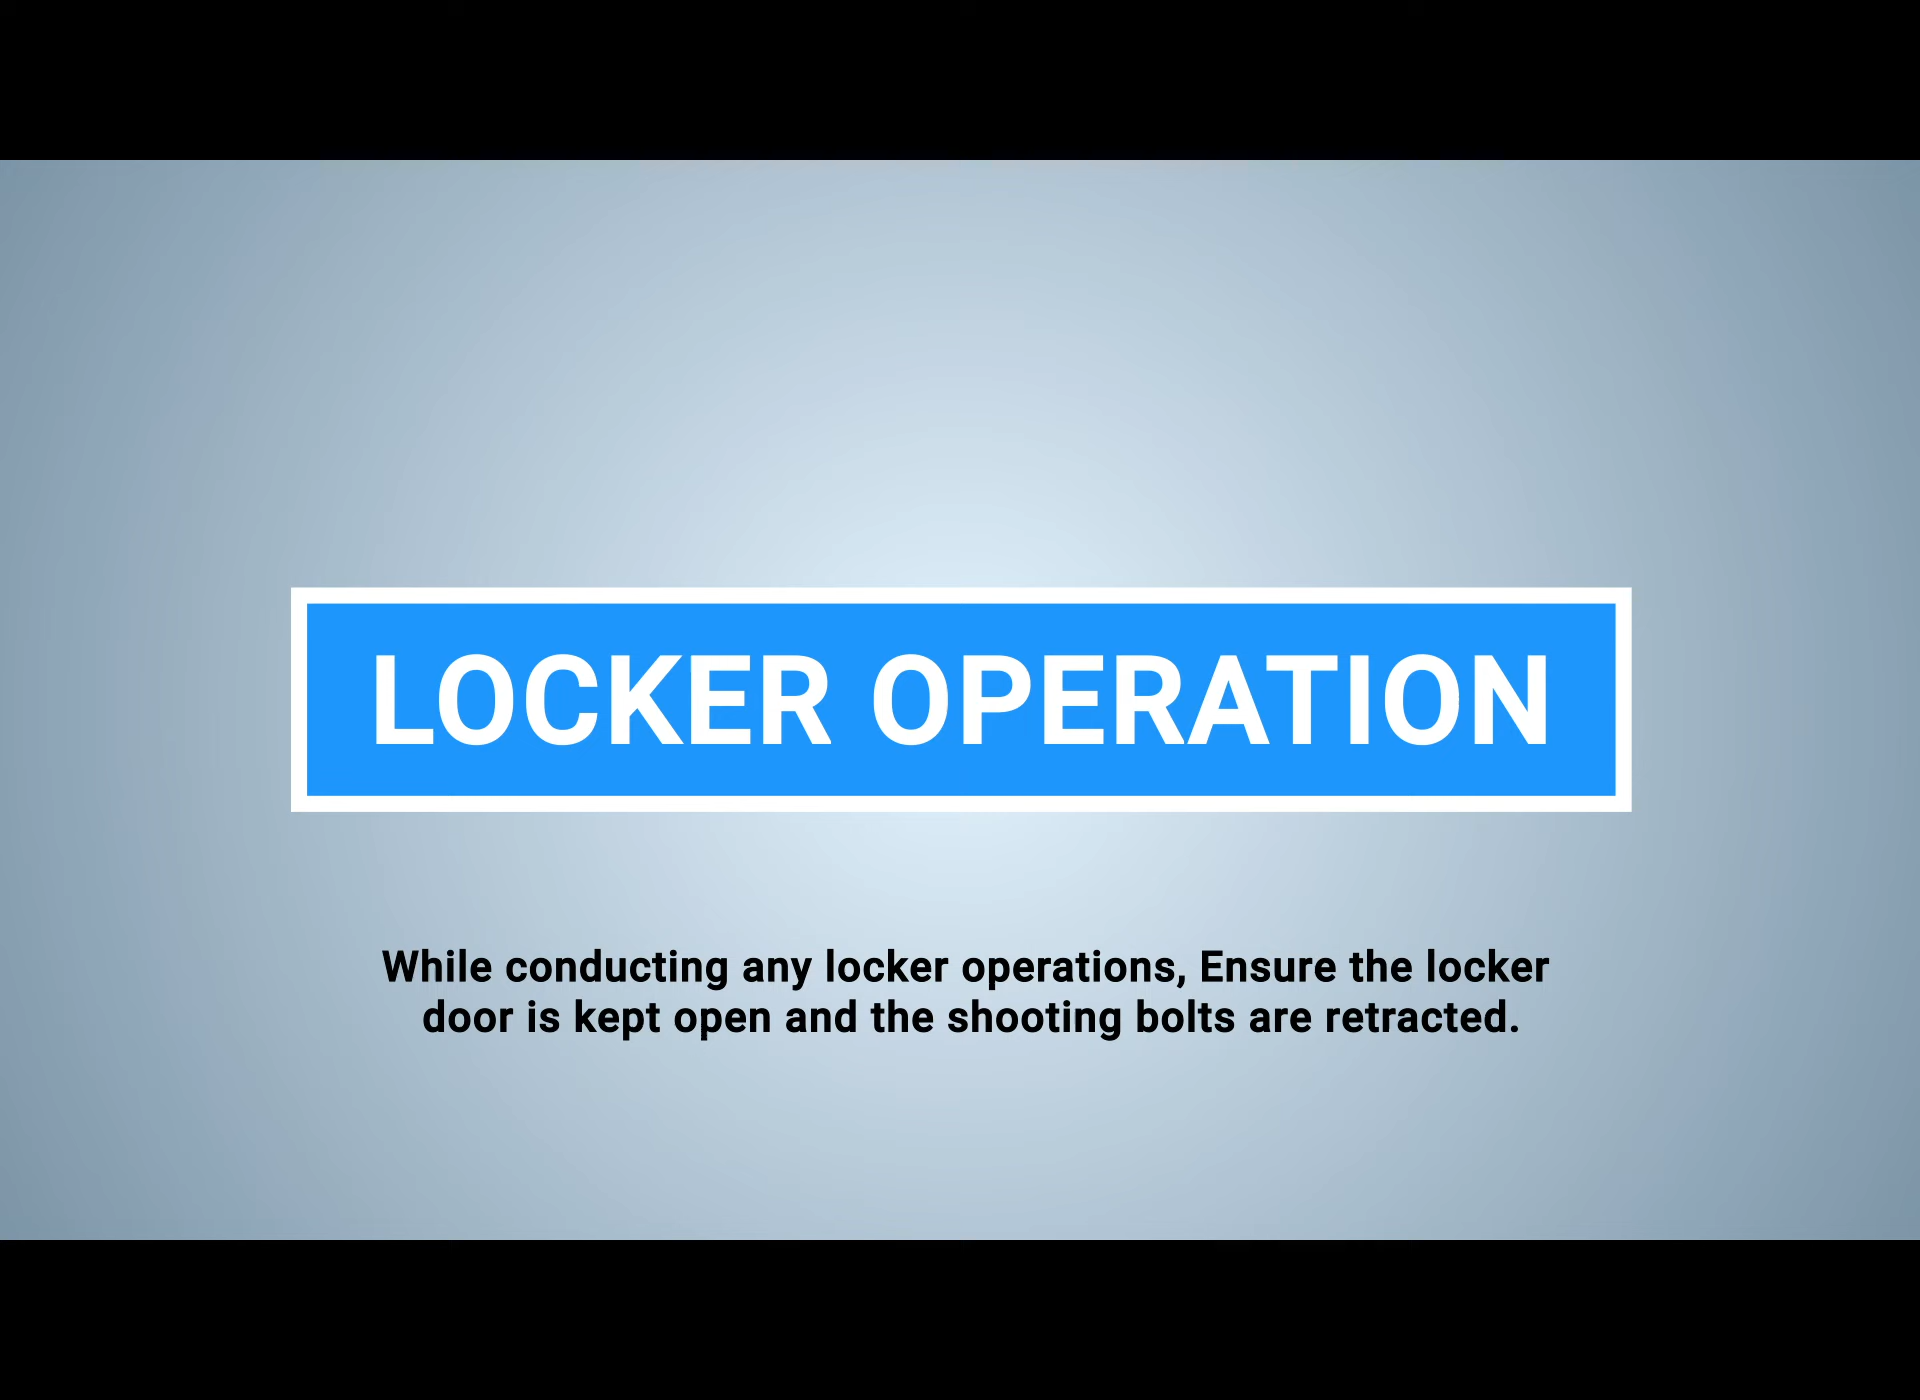 LOCKER OPERATION
While conducting any locker operations, Ensure the locker
door is kept open and the shooting bolts are retracted.